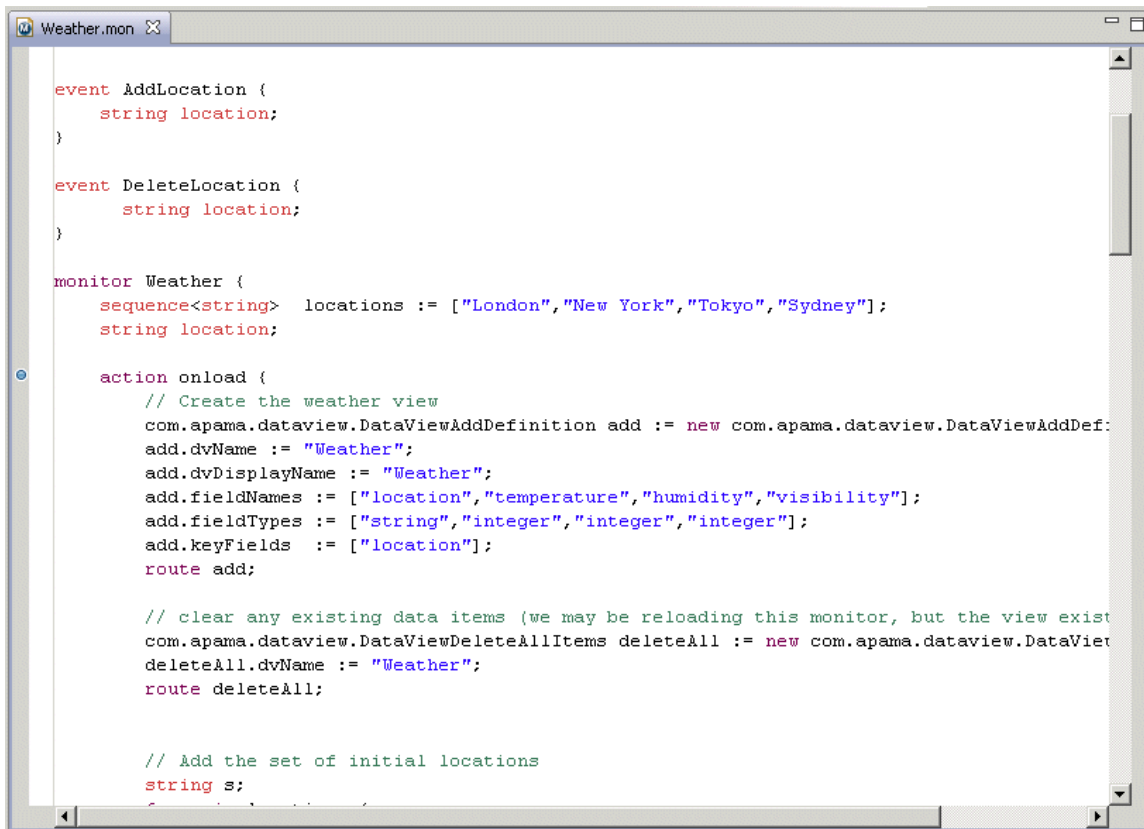 Weather.mon
event AddLocation {
    string location;
}
event DeleteLocation {
      string location;
}
monitor Weather {
    sequence<string>  locations := ["London","New York","Tokyo","Sydney"];
    string location;
    action onload {
        // Create the weather view
        com.apama.dataview.DataViewAddDefinition add := new com.apama.dataview.DataViewAddDef
        add.dvName := "Weather";
        add.dvDisplayName := "Weather";
        add.fieldNames := ["location","temperature","humidity","visibility"];
        add.fieldTypes := ["string","integer","integer","integer"];
        add.keyFields  := ["location"];
        route add;
        // clear any existing data items (we may be reloading this monitor, but the view exist
        com.apama.dataview.DataViewDeleteAllItems deleteAll := new com.apama.dataview.DataView
        deleteAll.dvName := "Weather";
        route deleteAll;
        // Add the set of initial locations
        string s;